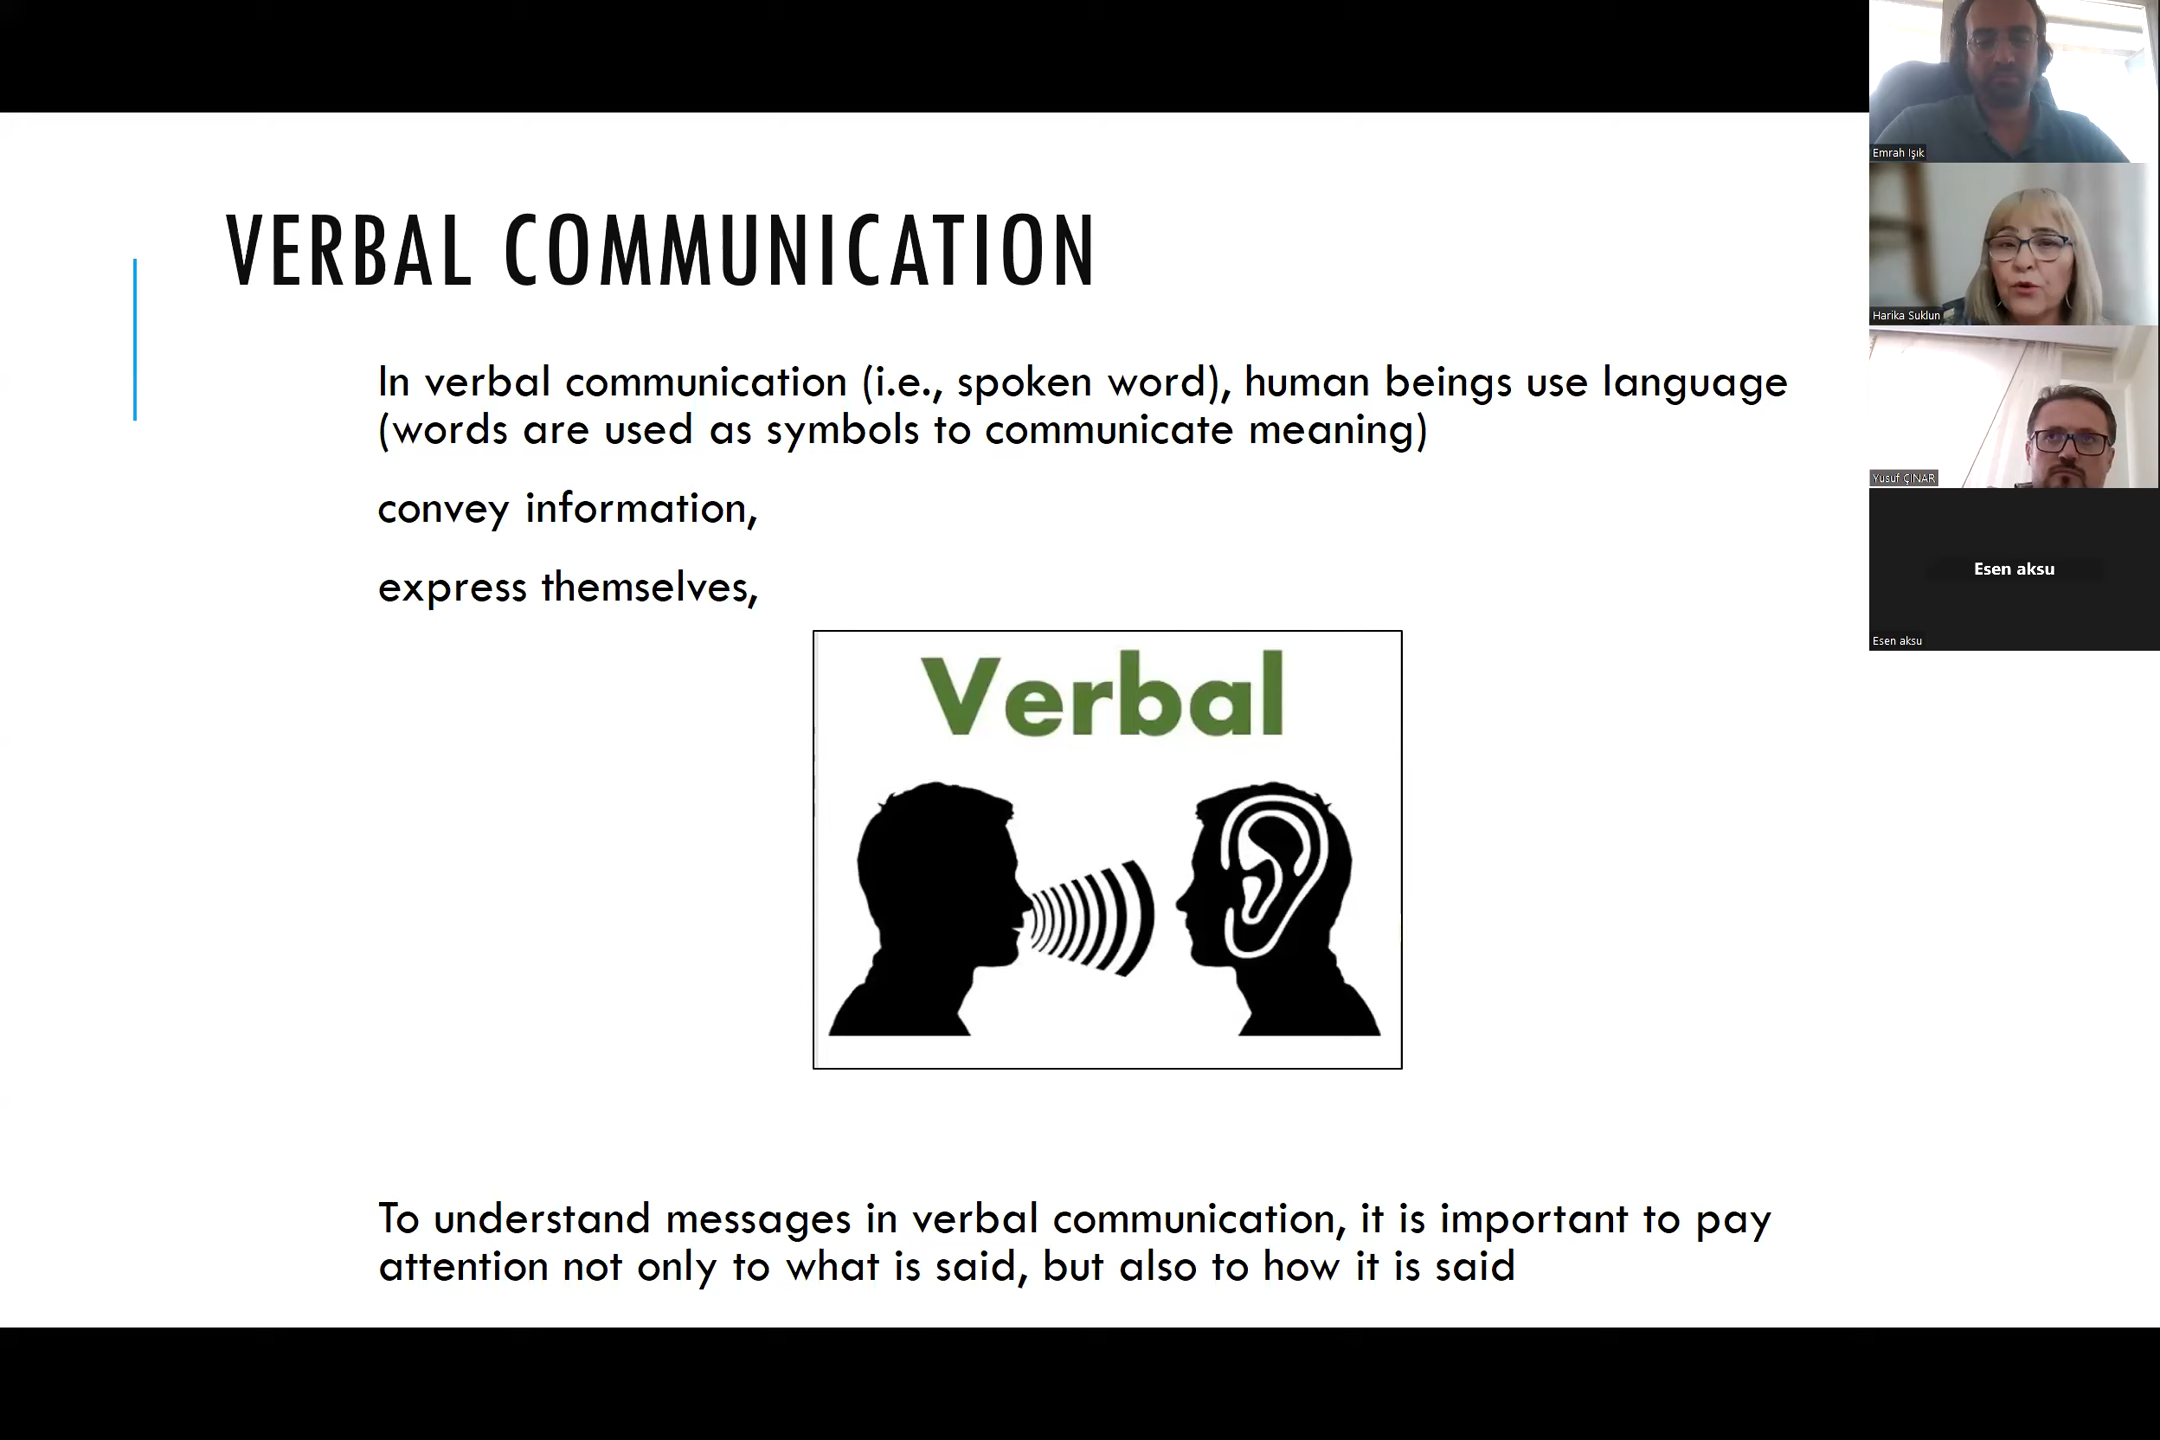 VERBAL COMMUNICATION
In verbal communication (i.e., spoken word), human beings use language
(words are used as symbols to communicate meaning)
convey information,
express themselves,
Verbal
To understand messages in verbal communication, it is important to pay
attention not only to what is said, but also to how it is said
Emrah Işık
Harika Suklun
Yusuf ÇINAR
Esen aksu
Esen aksu